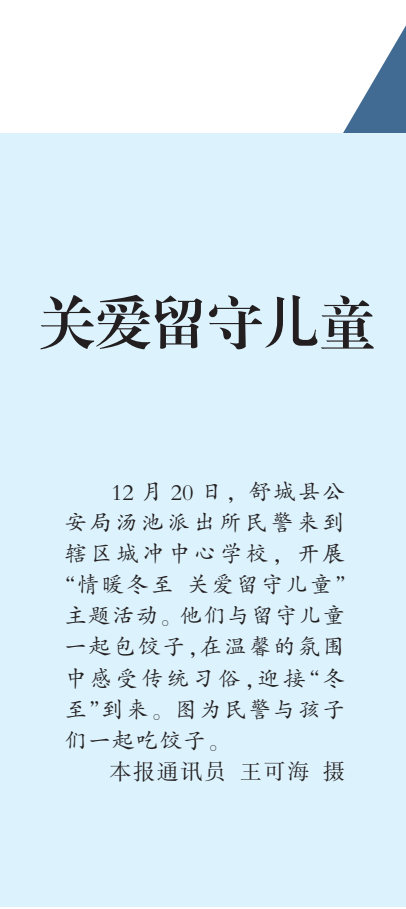 关爱留守儿童
12 月 20 日，舒城县公
安局汤池派出所民警来到
辖区城冲中心学校，开展
“情暖冬至 关爱留守儿童”
主题活动。他们与留守儿童
一起包饺子，在温馨的氛围
中感受传统习俗，迎接“冬
至”到来。图为民警与孩子
们一起吃饺子。
本报通讯员 王可海 摄